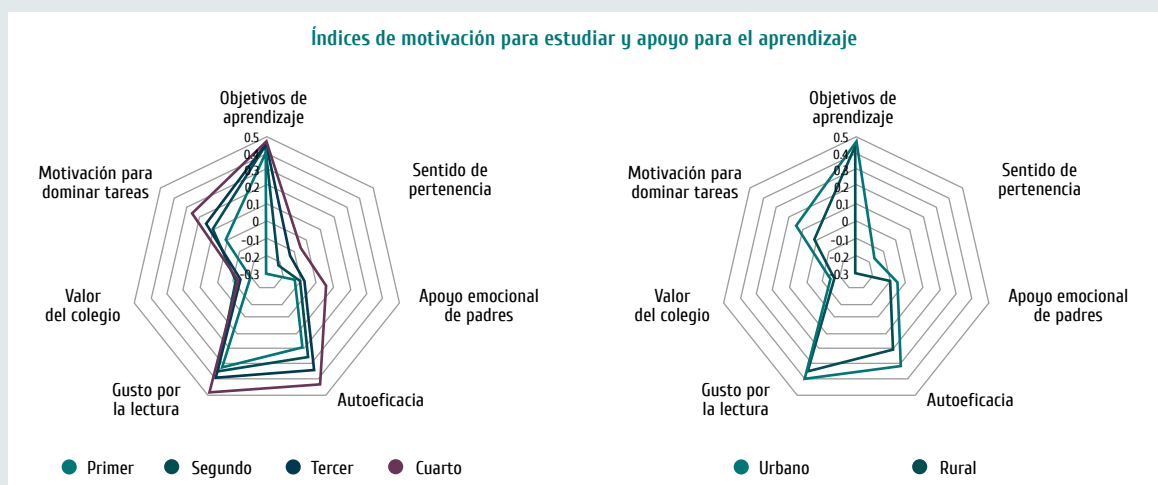 Índices de motivación para estudiar y apoyo para el aprendizaje
Objetivos de
aprendizaje
0.5
0.4
0.3
0.2
0.1
0
-0.1
-0.2
-0.3
Sentido de
pertenencia
Motivación para
dominar tareas
Apoyo emocional
de padres
Valor
del colegio
Gusto por
la lectura
Autoeficacia
Primer
Segundo
Tercer
Cuarto
Objetivos de
aprendizaje
0.5
0.4
0.3
0.2
0.1
0
-0.1
-0.2
-0.3
Sentido de
pertenencia
Motivación para
dominar tareas
Apoyo emocional
de padres
Valor
del colegio
Gusto por
la lectura
Autoeficacia
Urbano
Rural